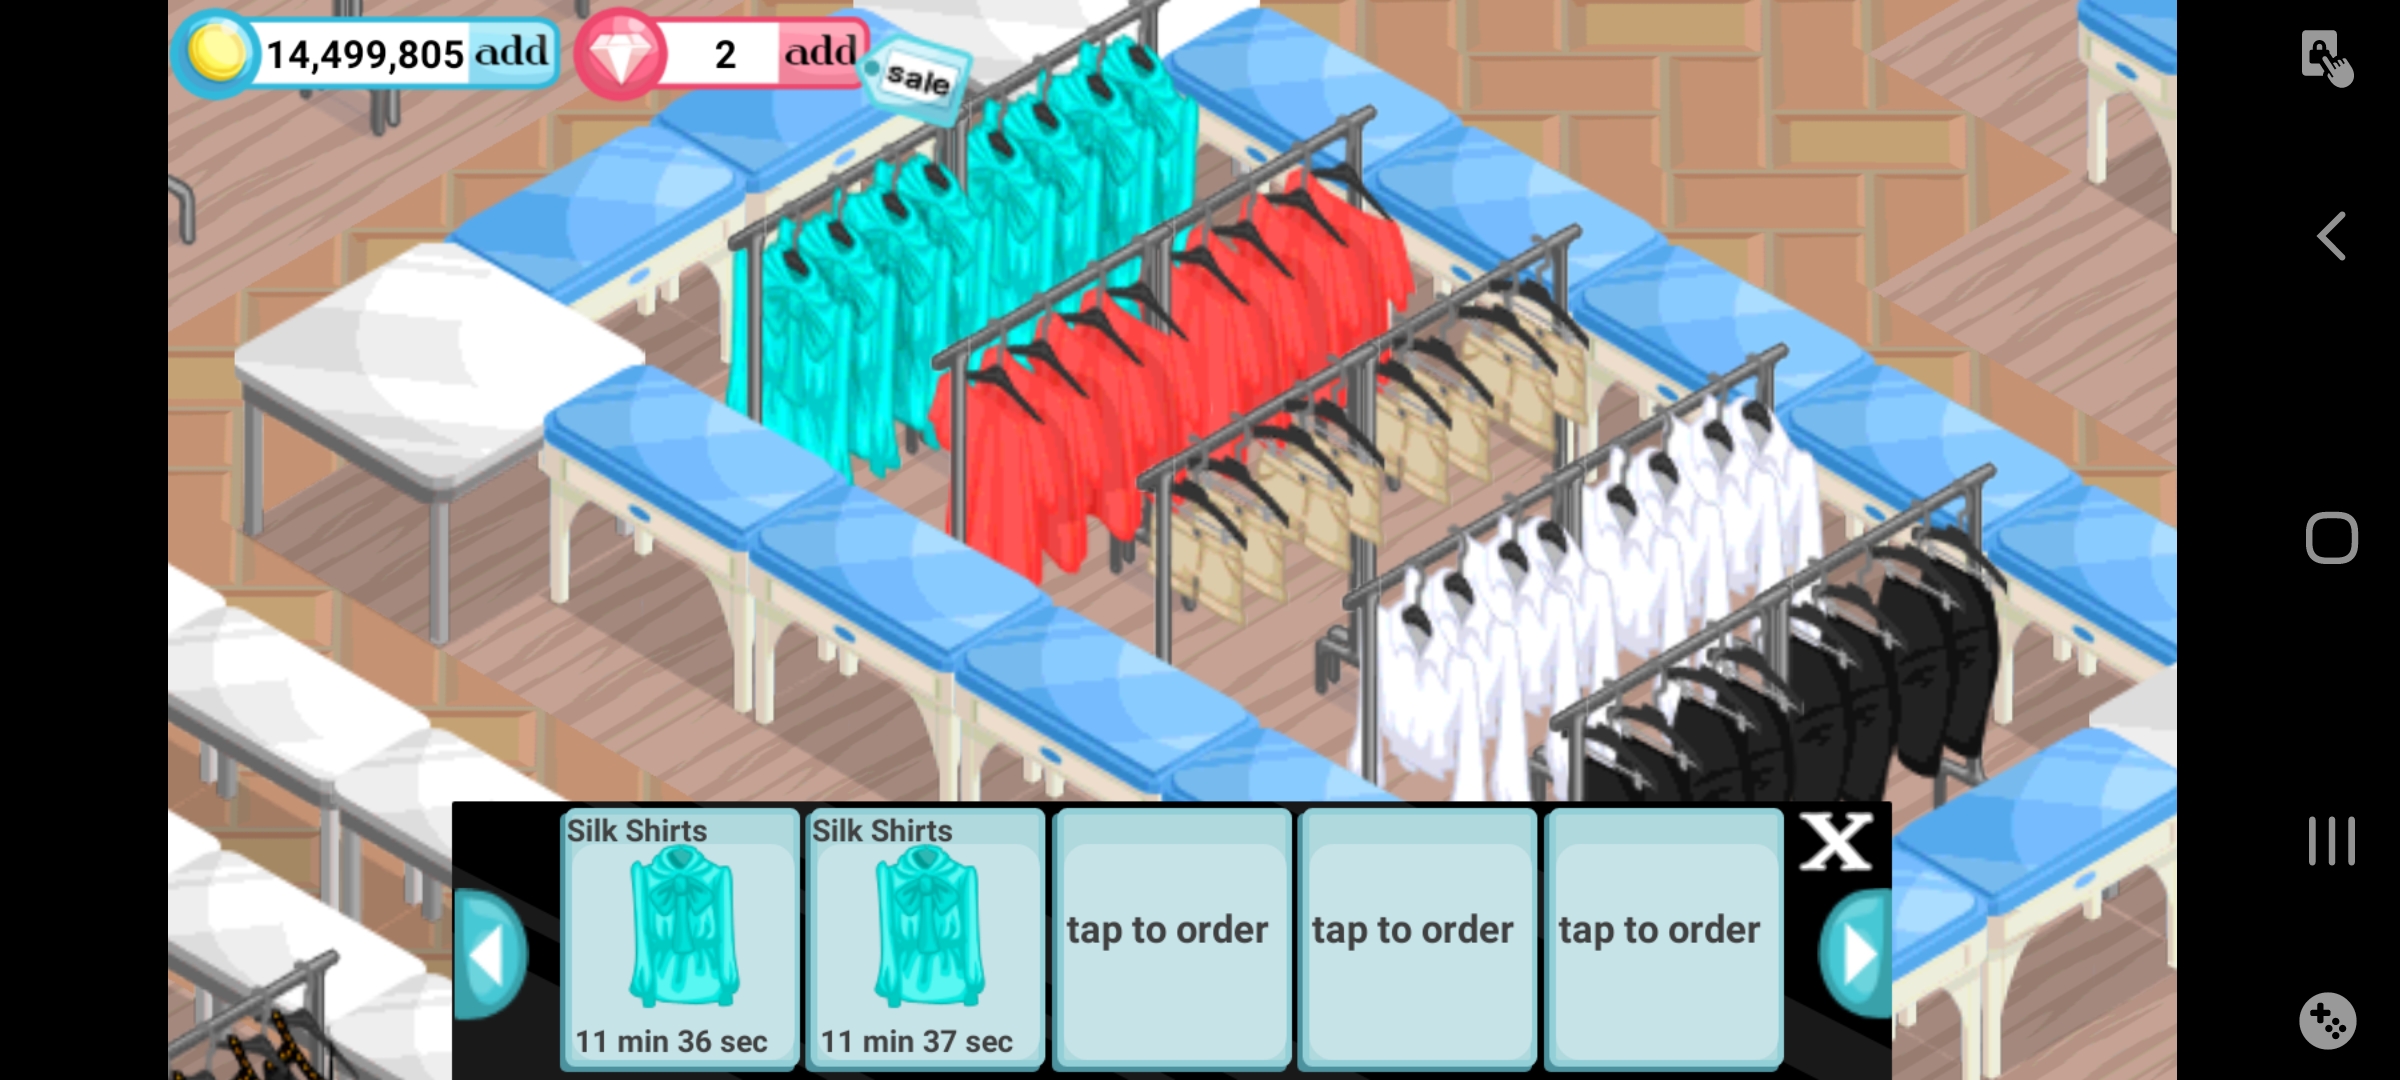 14,499,805 add
2 add
sale
Silk Shirts
11 min 36 sec
Silk Shirts
11 min 37 sec
tap to order
tap to order
tap to order
X